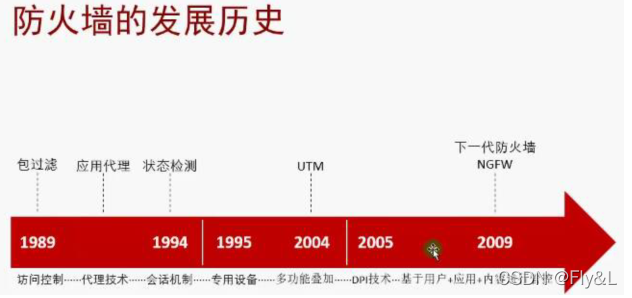 防火墙的发展历史
下一代防火墙
包过滤 应用代理 状态检测 UTM NGFW
1989 1994 1995 2004 2005 2009
访问控制······代理技术······会话机制······专用设备······多功能叠加······DPI技术···基于用户+应用+内容
CSDN @Fly&L